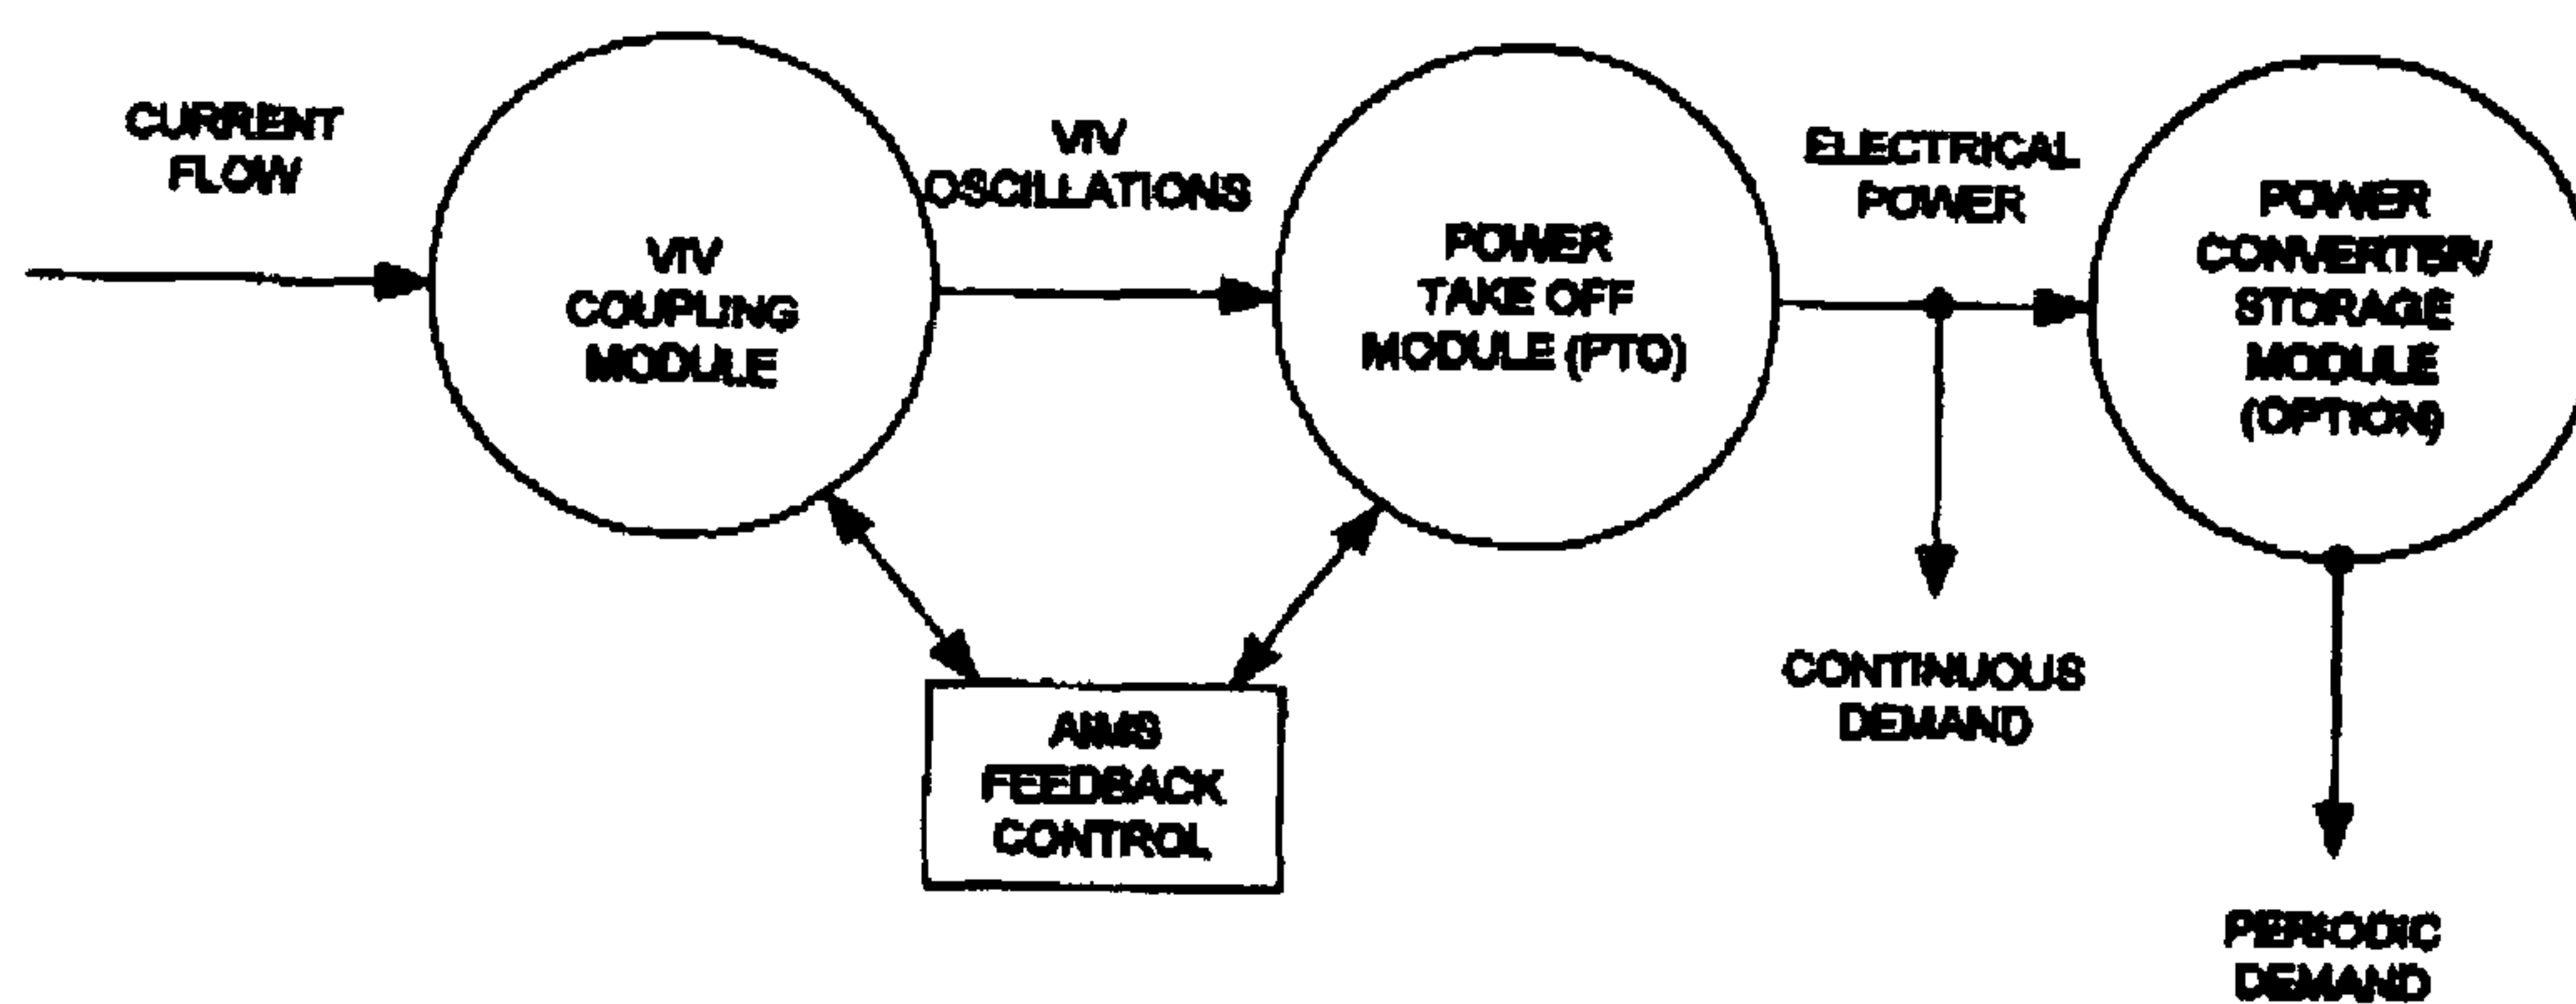 CURRENT
FLOW
VIV
COUPLING
MODULE
VIV
OSCILLATIONS
POWER
TAKE OFF
MODULE (PTO)
ELECTRICAL
POWER
POWER
CONVERTER/
STORAGE
MODULE
(OPTION)
AIMS
FEEDBACK
CONTROL
CONTINUOUS
DEMAND
PERIODIC
DEMAND